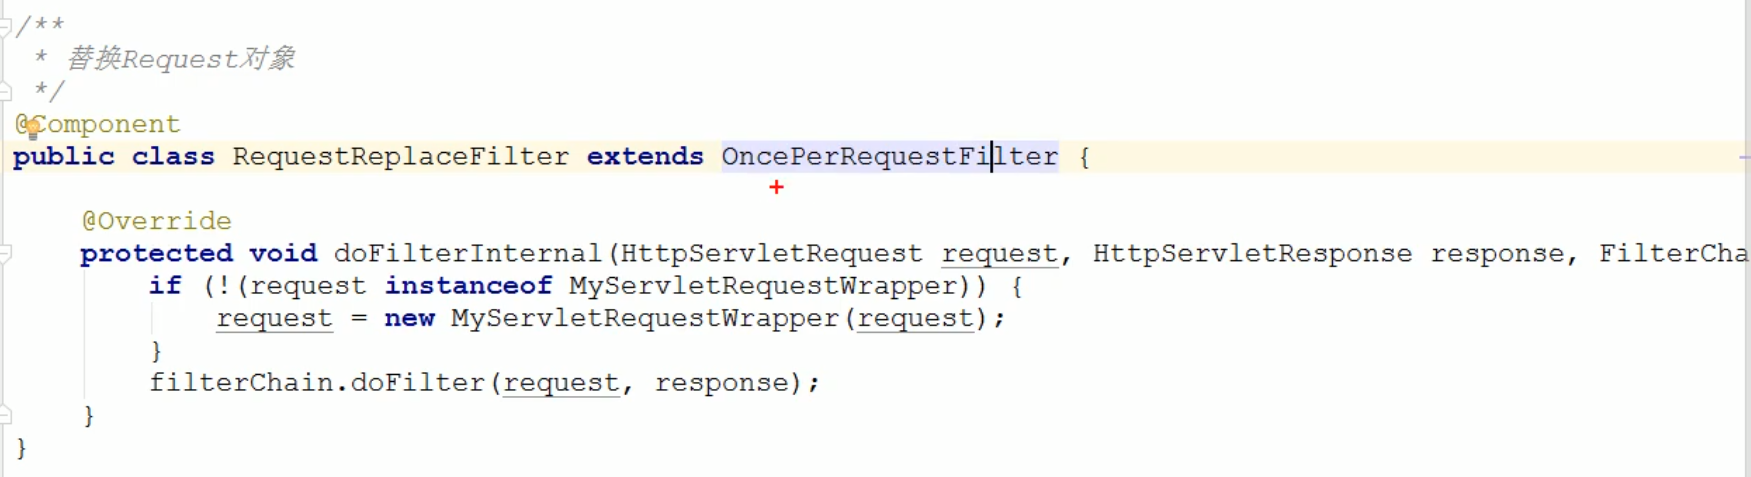 /**
 * 替换Request对象
 */
@Component
public class RequestReplaceFilter extends OncePerRequestFilter {
    @Override
    protected void doFilterInternal(HttpServletRequest request, HttpServletResponse response, FilterCha
        if (!(request instanceof MyServletRequestWrapper)) {
            request = new MyServletRequestWrapper(request);
        }
        filterChain.doFilter(request, response);
    }
}